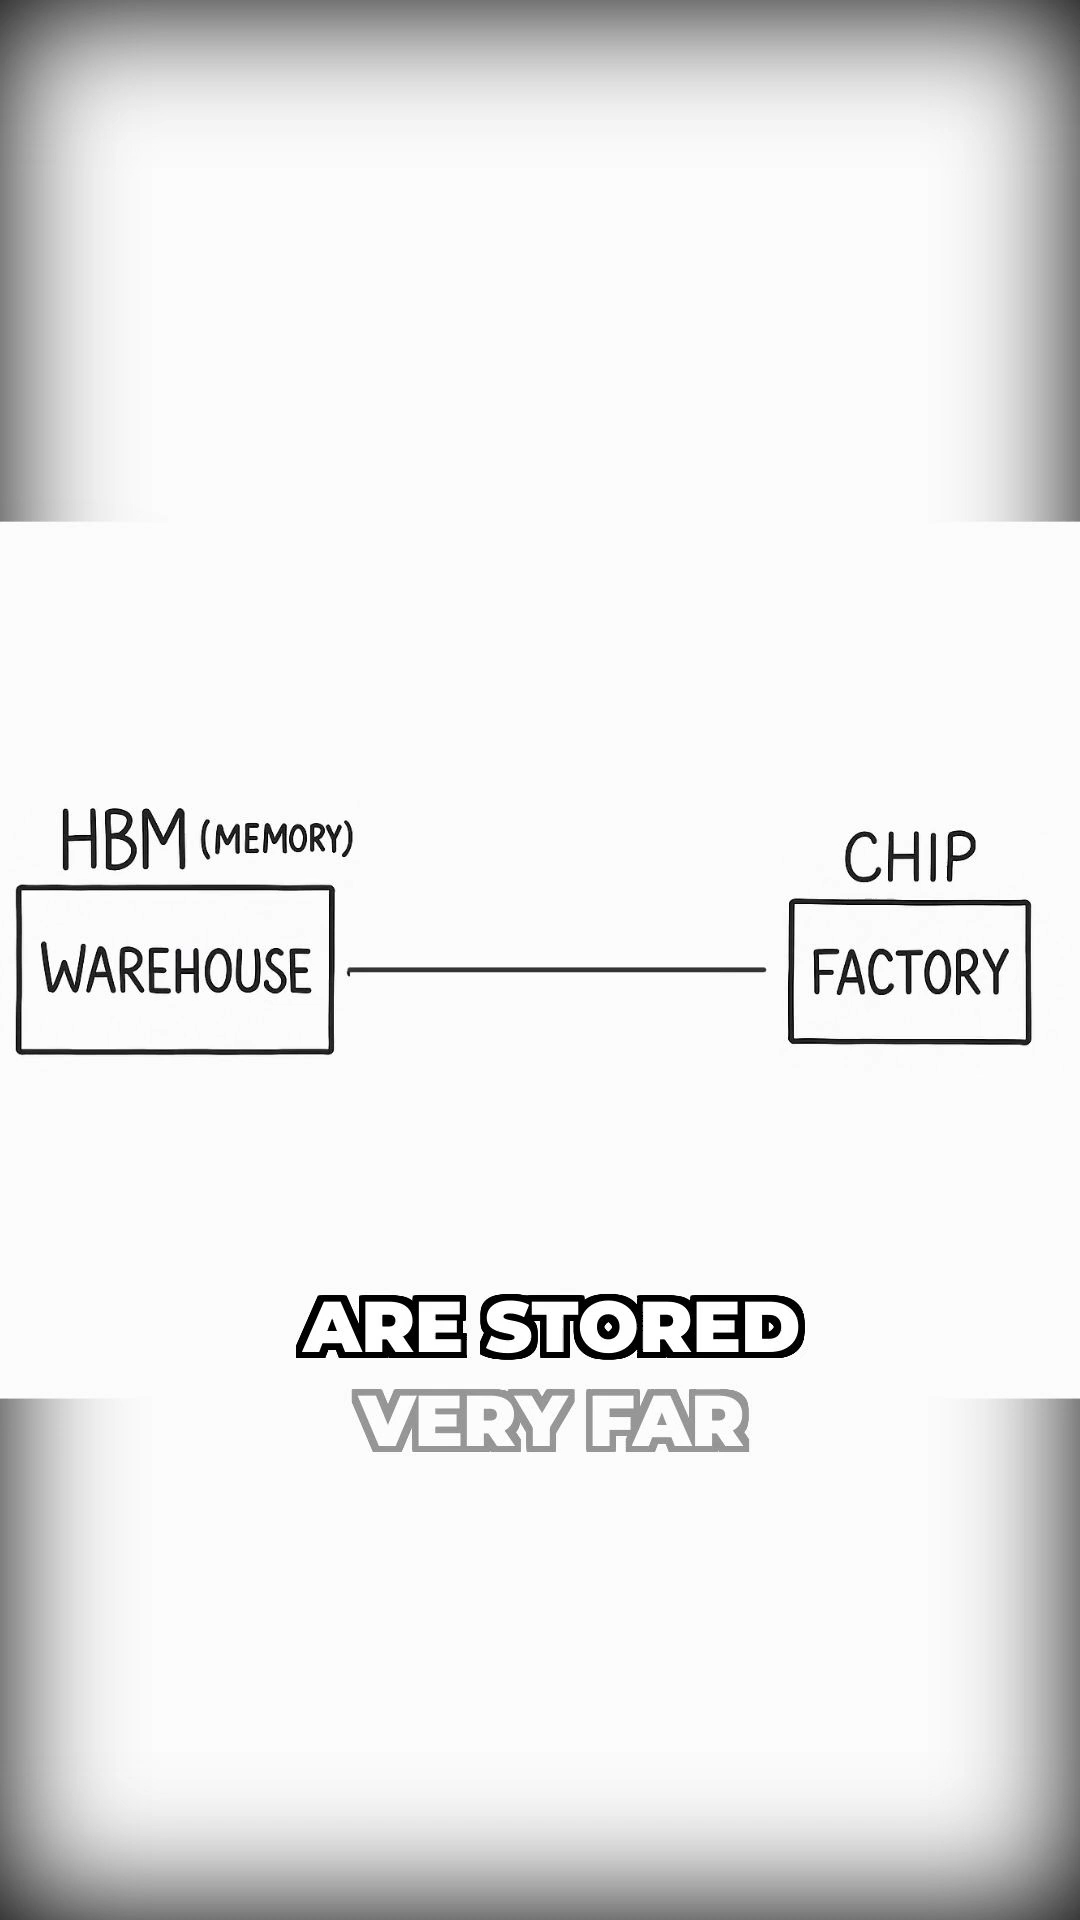 HBM (MEMORY)
WAREHOUSE
CHIP
FACTORY
ARE STORED
VERY FAR